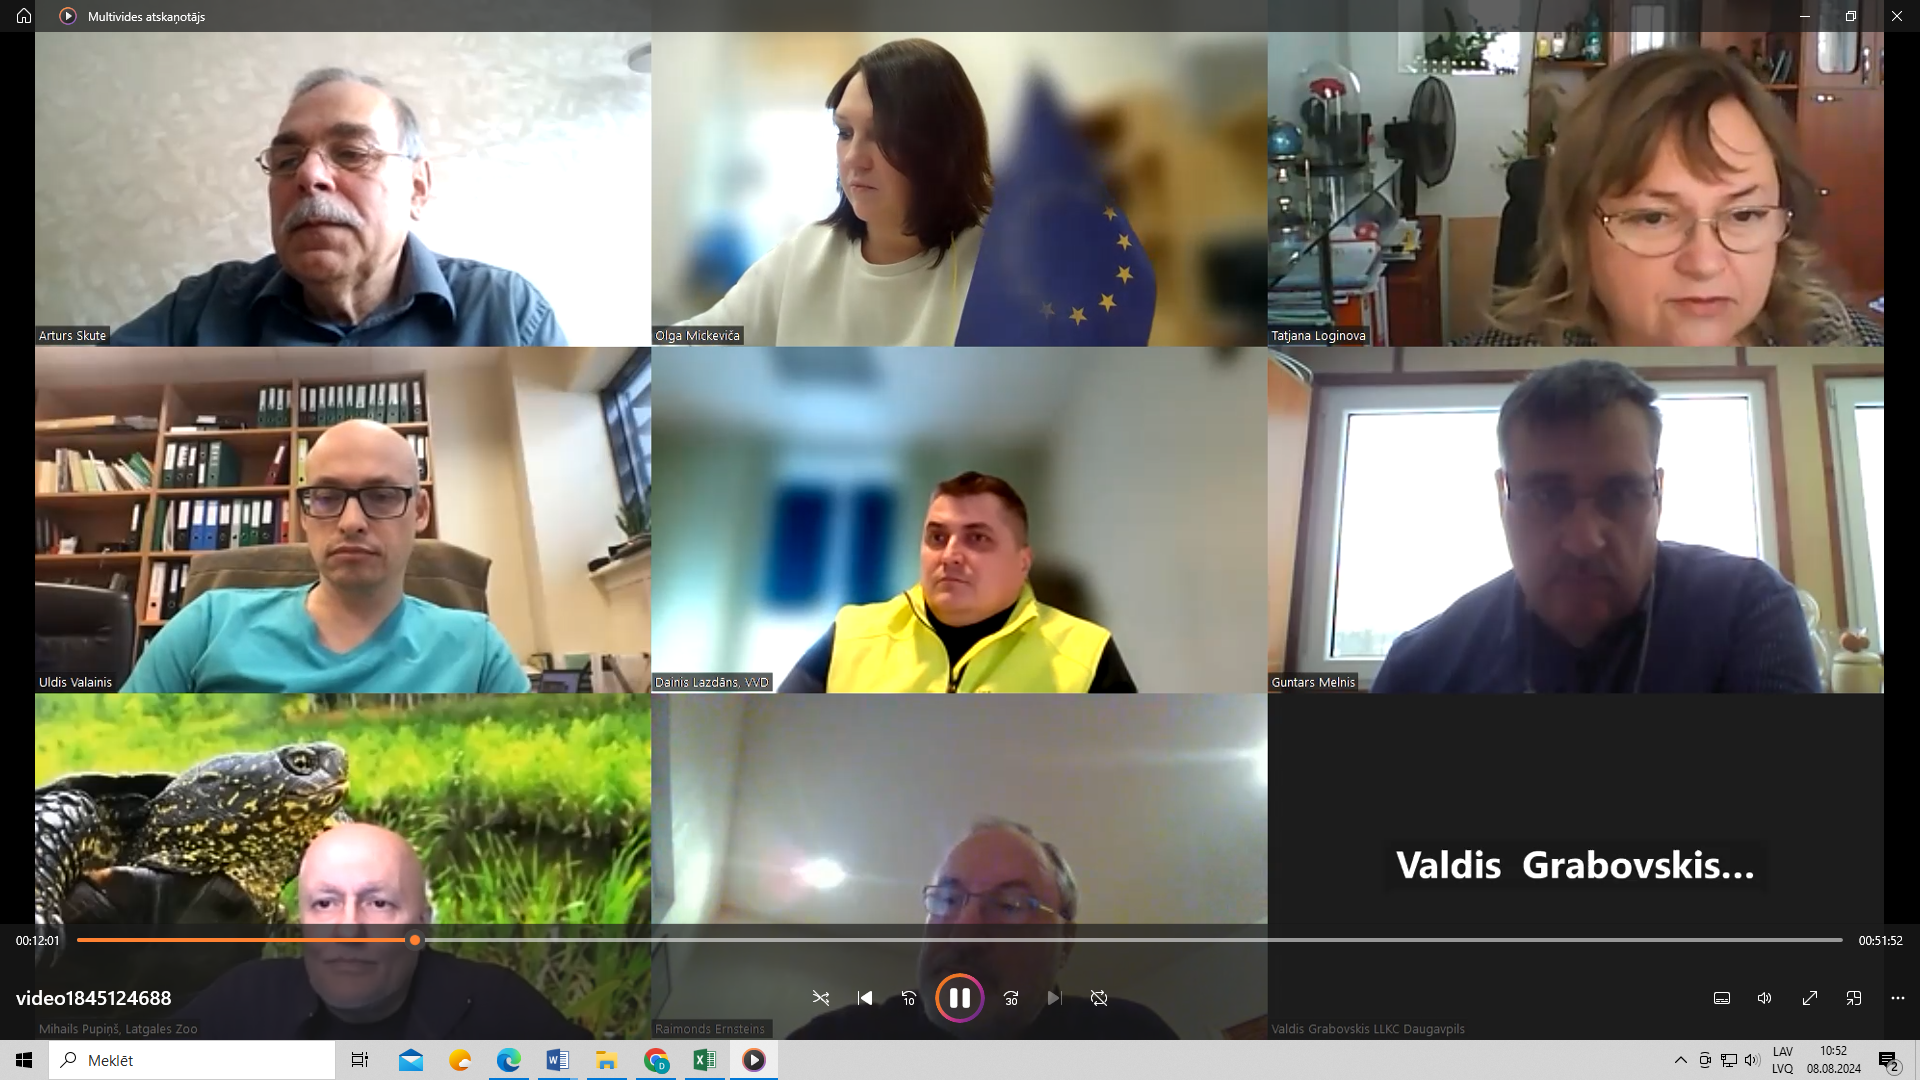 Multivides atskaņotājs
Arturs Skute
Olga Mickeviča
Tatjana Loginova
Uldis Valainis
Dainis Lazdāns, VVD
Guntars Melnis
Valdis Grabovskis...
00:12:01
00:51:52
video1845124688
10
30
Mihails Pupiņš, Latgales Zoo
Raimonds Ernsteins
Valdis Grabovskis LLKC Daugavpils
Meklēt
LAV
LVQ
10:52
08.08.2024
2